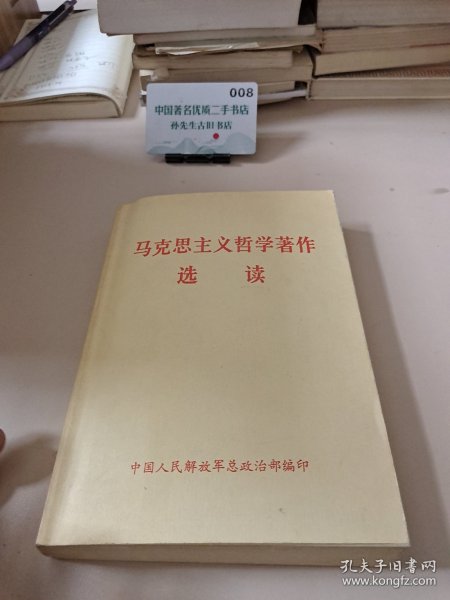 008
中国著名优质二手书店
孙先生古旧书店
马克思主义哲学著作
选 读
中国人民解放军总政治部编印
孔夫子旧书网
www.kongfz.com